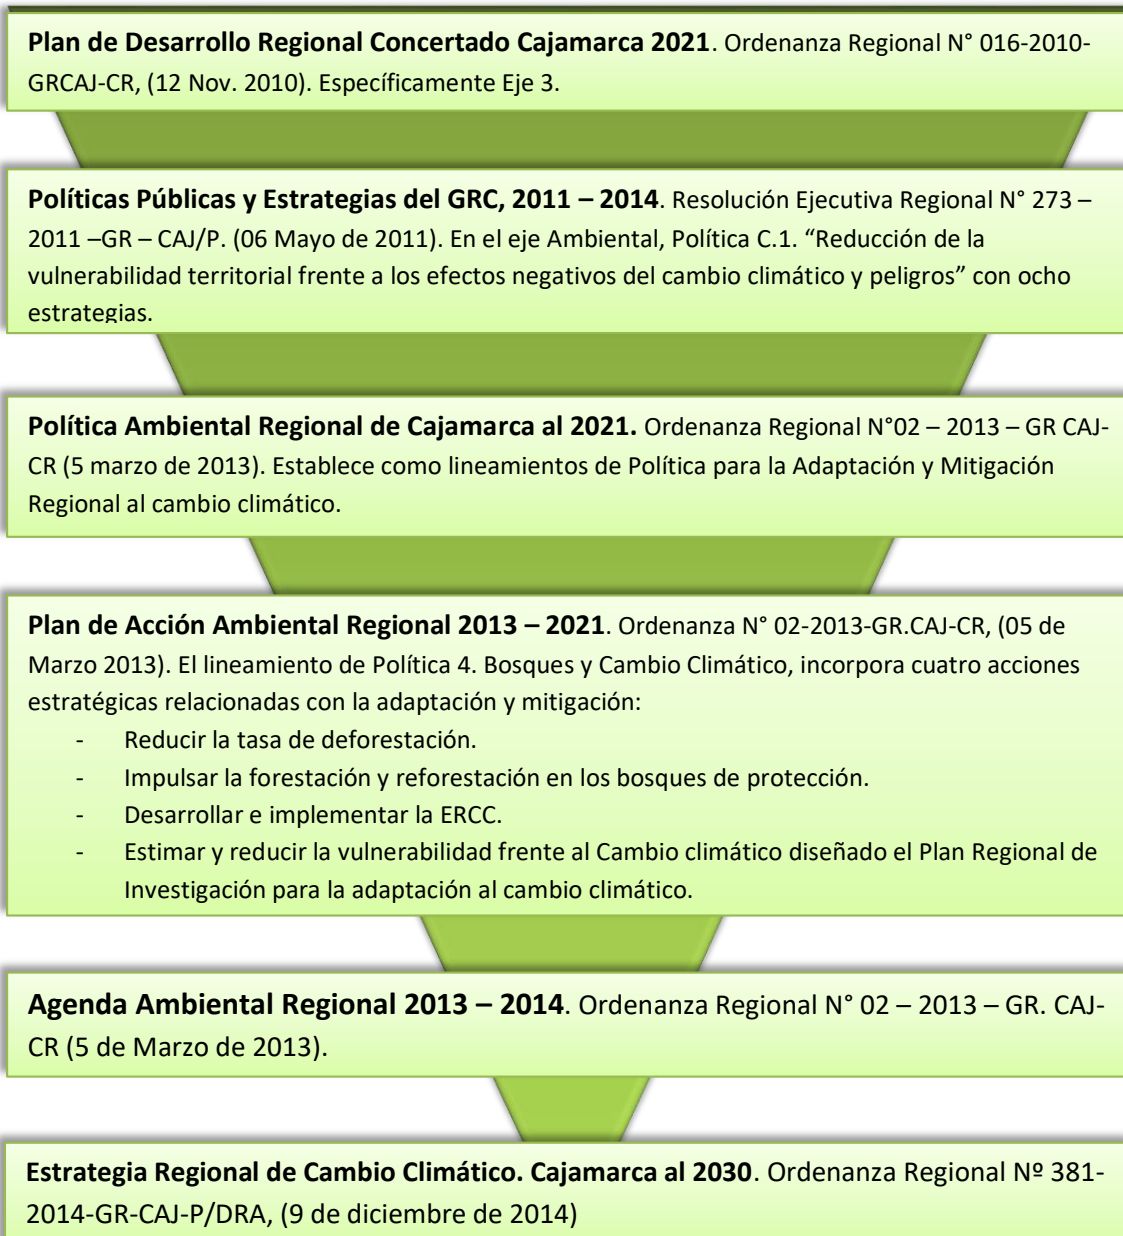 Plan de Desarrollo Regional Concertado Cajamarca 2021. Ordenanza Regional N° 016-2010-
GRCAJ-CR, (12 Nov. 2010). Específicamente Eje 3.
Políticas Públicas y Estrategias del GRC, 2011 – 2014. Resolución Ejecutiva Regional N° 273 –
2011 –GR – CAJ/P. (06 Mayo de 2011). En el eje Ambiental, Política C.1. “Reducción de la
vulnerabilidad territorial frente a los efectos negativos del cambio climático y peligros” con ocho
estrategias.
Política Ambiental Regional de Cajamarca al 2021. Ordenanza Regional N°02 – 2013 – GR CAJ-
CR (5 marzo de 2013). Establece como lineamientos de Política para la Adaptación y Mitigación
Regional al cambio climático.
Plan de Acción Ambiental Regional 2013 – 2021. Ordenanza N° 02-2013-GR.CAJ-CR, (05 de
Marzo 2013). El lineamiento de Política 4. Bosques y Cambio Climático, incorpora cuatro acciones
estratégicas relacionadas con la adaptación y mitigación:
- Reducir la tasa de deforestación.
- Impulsar la forestación y reforestación en los bosques de protección.
- Desarrollar e implementar la ERCC.
- Estimar y reducir la vulnerabilidad frente al Cambio climático diseñado el Plan Regional de
Investigación para la adaptación al cambio climático.
Agenda Ambiental Regional 2013 – 2014. Ordenanza Regional N° 02 – 2013 – GR. CAJ-
CR (5 de Marzo de 2013).
Estrategia Regional de Cambio Climático. Cajamarca al 2030. Ordenanza Regional Nº 381-
2014-GR-CAJ-P/DRA, (9 de diciembre de 2014)